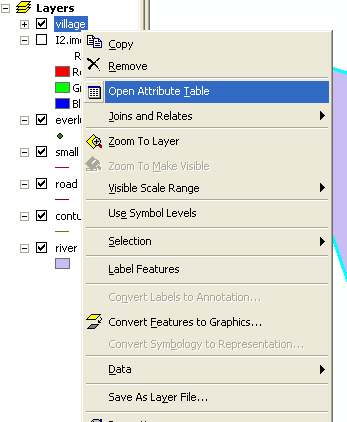 Layers
village
I2.im
Copy
Remove
R
Open Attribute Table
Joins and Relates
Zoom To Layer
Zoom To Make Visible
Visible Scale Range
Use Symbol Levels
Selection
Label Features
Convert Labels to Annotation...
Convert Features to Graphics...
Convert Symbology to Representation...
Data
Save As Layer File...
Re
Gr
Bl
everlu
small
road
contu
river